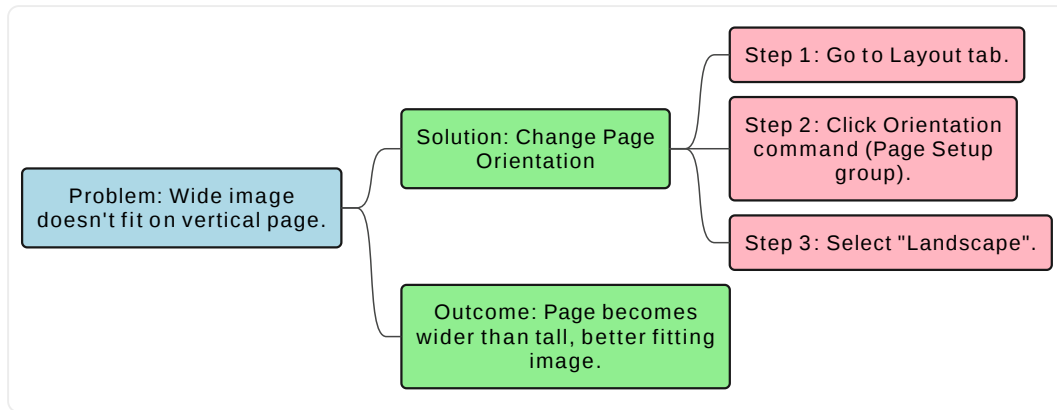 Problem: Wide image
doesn't fit on vertical page.
Solution: Change Page
Orientation
Step 1: Go to Layout tab.
Step 2: Click Orientation
command (Page Setup
group).
Step 3: Select "Landscape".
Outcome: Page becomes
wider than tall, better fitting
image.